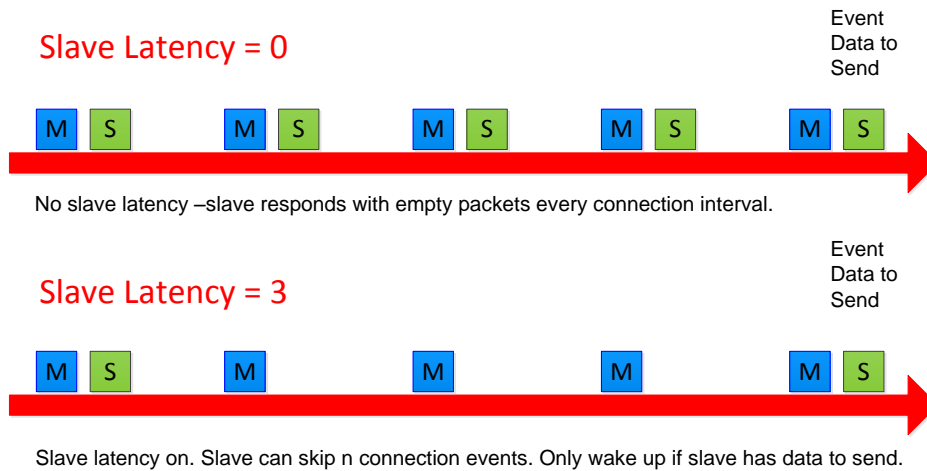 Slave Latency = 0
Event
Data to
Send
M S M S M S M S M S
No slave latency –slave responds with empty packets every connection interval.
Slave Latency = 3
Event
Data to
Send
M S M M M M S
Slave latency on. Slave can skip n connection events. Only wake up if slave has data to send.